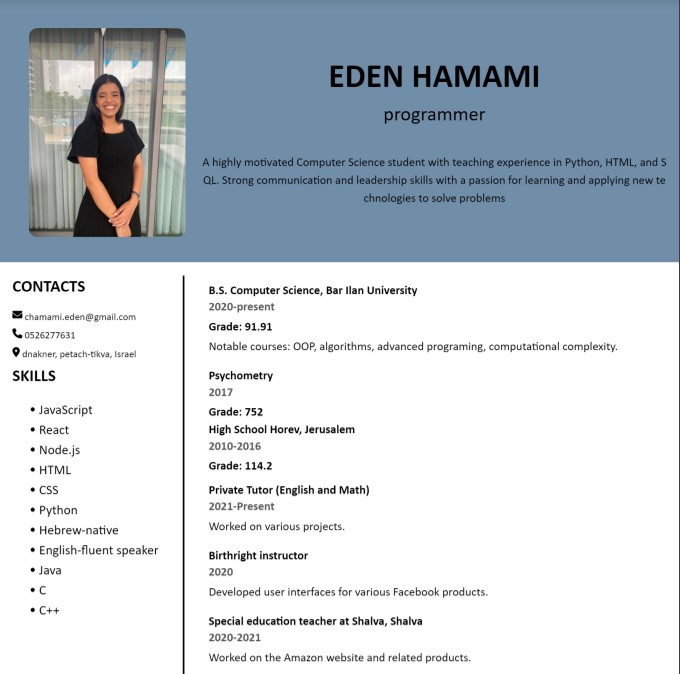 EDEN HAMAMI
programmer
A highly motivated Computer Science student with teaching experience in Python, HTML, and S
QL. Strong communication and leadership skills with a passion for learning and applying new te
chnologies to solve problems
CONTACTS
chamami.eden@gmail.com
0526277631
dnakner, petach-tikva, Israel
SKILLS
• JavaScript
• React
• Node.js
• HTML
• CSS
• Python
• Hebrew-native
• English-fluent speaker
• Java
• C
• C++
B.S. Computer Science, Bar Ilan University
2020-present
Grade: 91.91
Notable courses: OOP, algorithms, advanced programing, computational complexity.
Psychometry
2017
Grade: 752
High School Horev, Jerusalem
2010-2016
Grade: 114.2
Private Tutor (English and Math)
2021-Present
Worked on various projects.
Birthright instructor
2020
Developed user interfaces for various Facebook products.
Special education teacher at Shalva, Shalva
2020-2021
Worked on the Amazon website and related products.